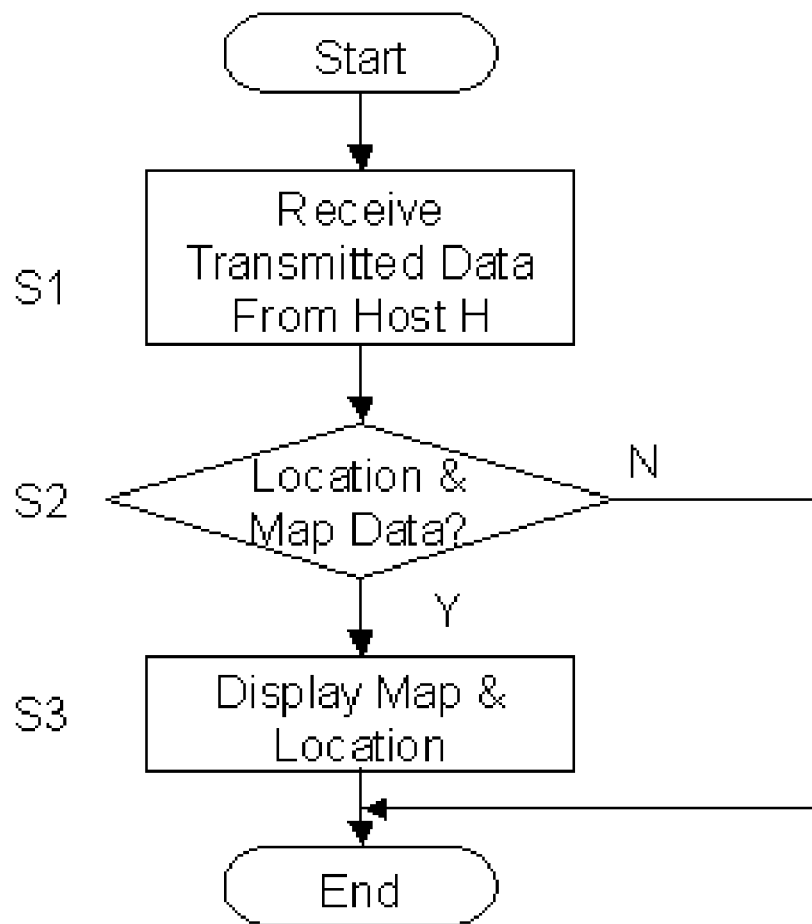 Start
S1
Receive
Transmitted Data
From Host H
S2
Location &
Map Data?
N
Y
S3
Display Map &
Location
End